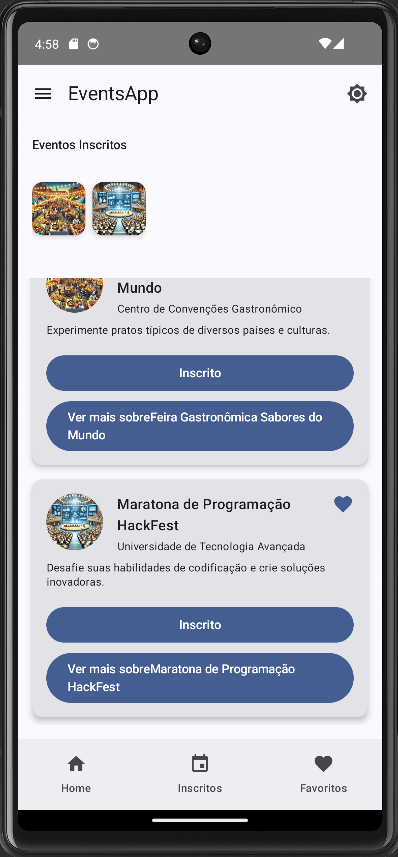 4:58
EventsApp
Eventos Inscritos
Mundo
Centro de Convenções Gastronômico
Experimente pratos típicos de diversos países e culturas.
Inscrito
Ver mais sobreFeira Gastronômica Sabores do
Mundo
Maratona de Programação
HackFest
Universidade de Tecnologia Avançada
Desafie suas habilidades de codificação e crie soluções
inovadoras.
Inscrito
Ver mais sobreMaratona de Programação
HackFest
Home
Inscritos
Favoritos